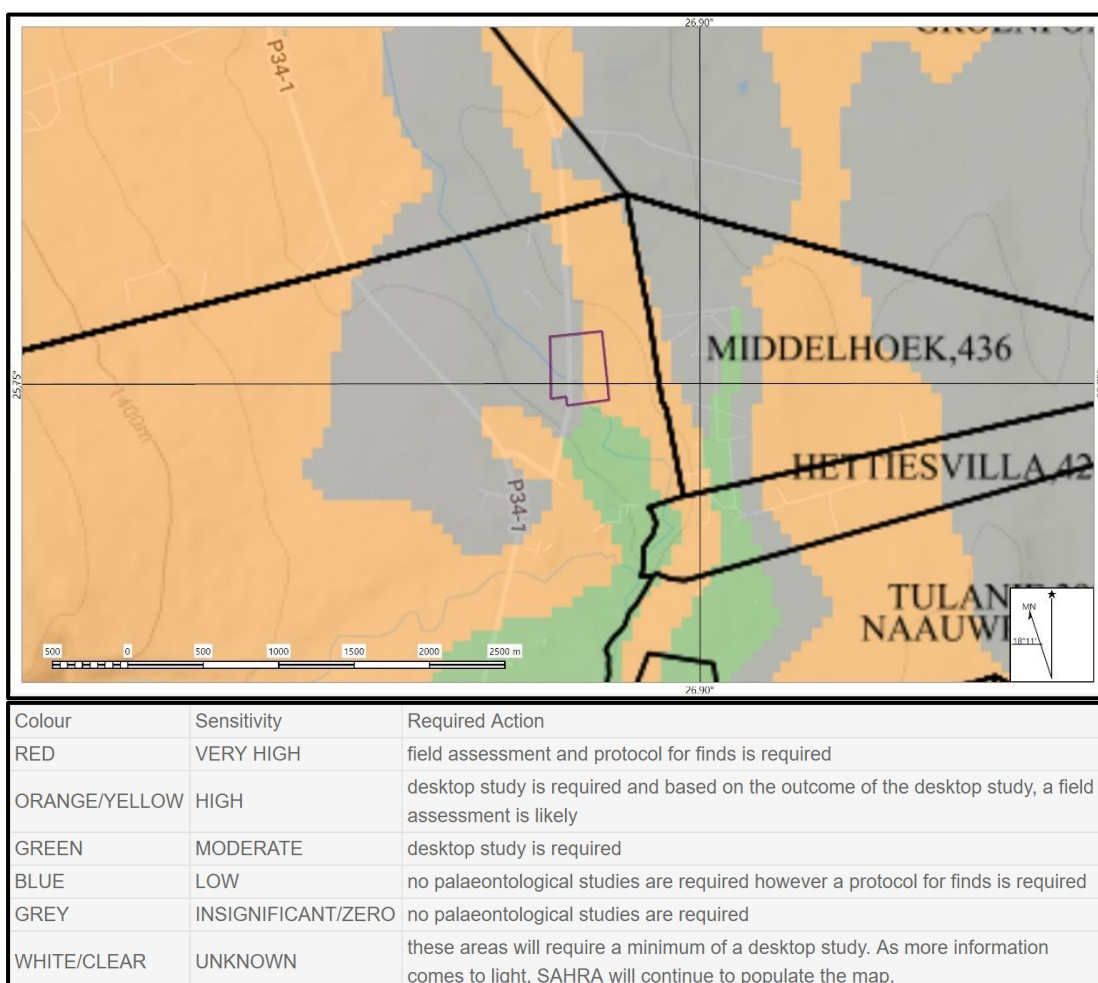 26.90°
GROENFO
P34-1
MIDDELHOEK,436
25.75°
1400m
HETTIESVILLA,42
P34-1
TULANI
NAAUW
MN
18°11'
500 0 500 1000 1500 2000 2500 m
26.90°
Colour Sensitivity Required Action
RED VERY HIGH field assessment and protocol for finds is required
ORANGE/YELLOW HIGH desktop study is required and based on the outcome of the desktop study, a field
assessment is likely
GREEN MODERATE desktop study is required
BLUE LOW no palaeontological studies are required however a protocol for finds is required
GREY INSIGNIFICANT/ZERO no palaeontological studies are required
WHITE/CLEAR UNKNOWN these areas will require a minimum of a desktop study. As more information
comes to light, SAHRA will continue to populate the map.